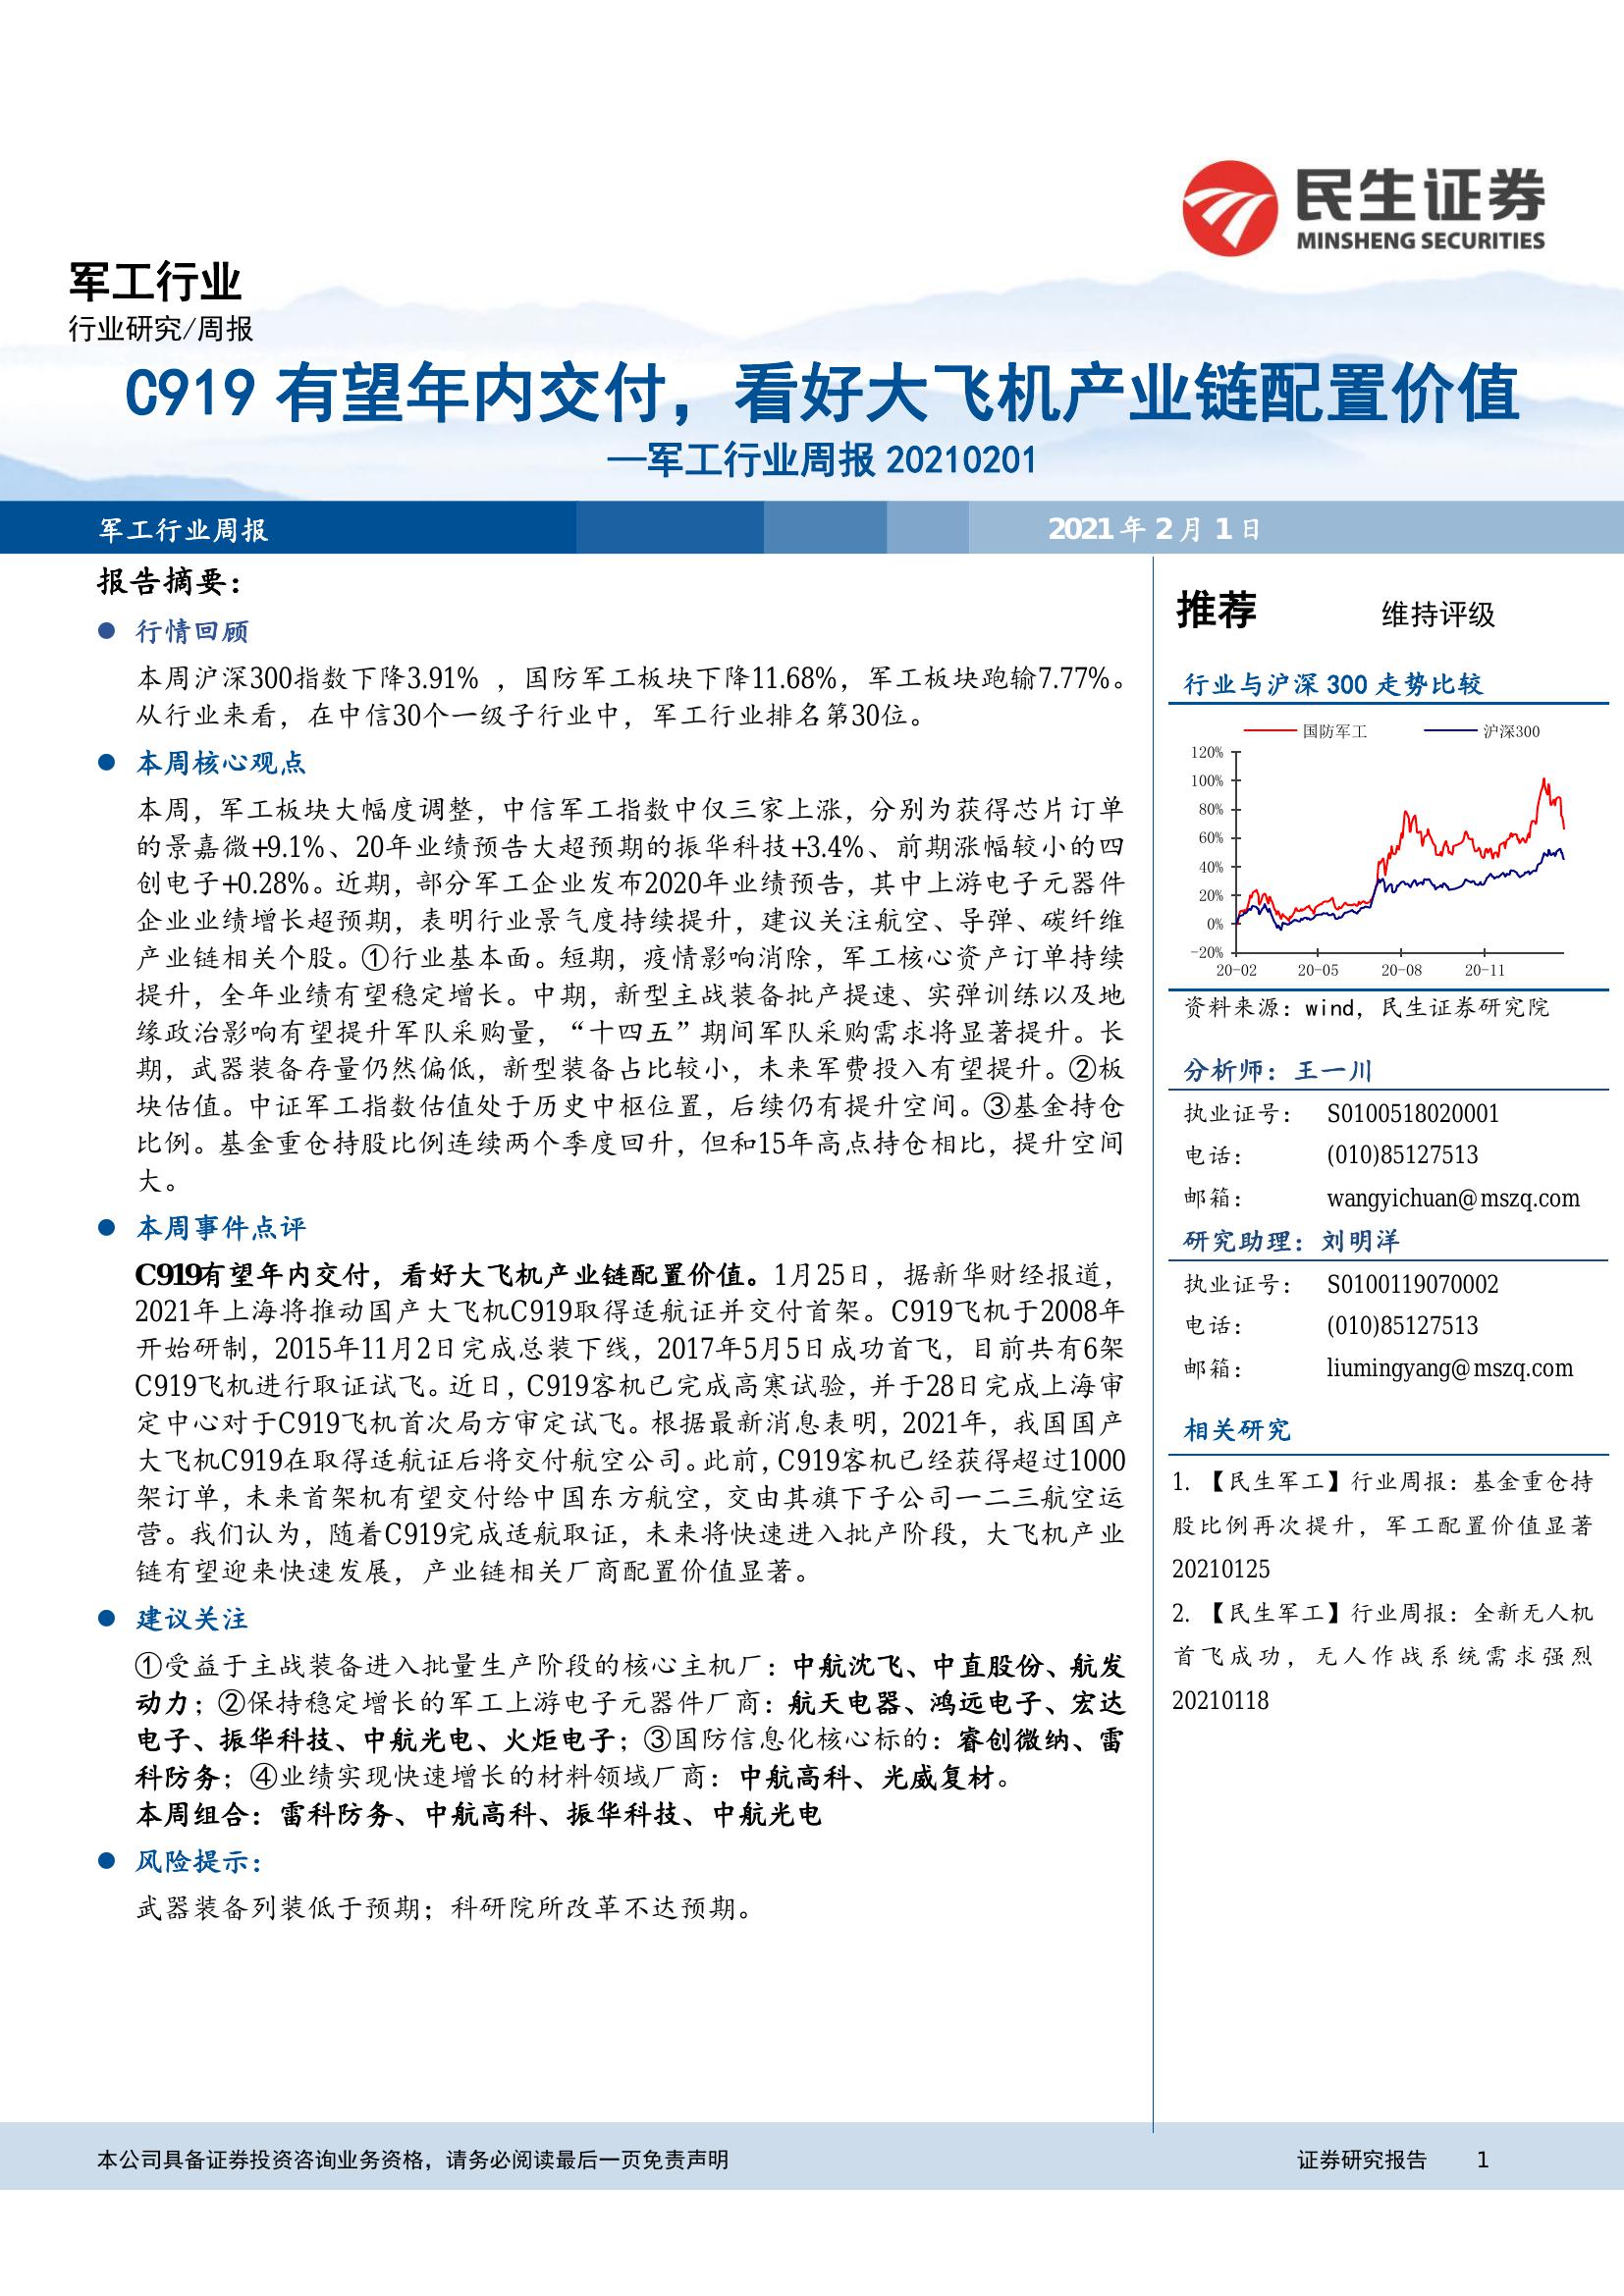 民生证券
MINSHENG SECURITIES
军工行业
行业研究/周报
C919 有望年内交付，看好大飞机产业链配置价值
—军工行业周报 20210201
军工行业周报
2021 年 2 月 1 日
报告摘要：
● 行情回顾
本周沪深300指数下降3.91% ，国防军工板块下降11.68%，军工板块跑输7.77%。
从行业来看，在中信30个一级子行业中，军工行业排名第30位。
● 本周核心观点
本周，军工板块大幅度调整，中信军工指数中仅三家上涨，分别为获得芯片订单
的景嘉微+9.1%、20年业绩预告大超预期的振华科技+3.4%、前期涨幅较小的四
创电子+0.28%。近期，部分军工企业发布2020年业绩预告，其中上游电子元器件
企业业绩增长超预期，表明行业景气度持续提升，建议关注航空、导弹、碳纤维
产业链相关个股。①行业基本面。短期，疫情影响消除，军工核心资产订单持续
提升，全年业绩有望稳定增长。中期，新型主战装备批产提速、实弹训练以及地
缘政治影响有望提升军队采购量，“十四五”期间军队采购需求将显著提升。长
期，武器装备存量仍然偏低，新型装备占比较小，未来军费投入有望提升。②板
块估值。中证军工指数估值处于历史中枢位置，后续仍有提升空间。③基金持仓
比例。基金重仓持股比例连续两个季度回升，但和15年高点持仓相比，提升空间
大。
● 本周事件点评
C919有望年内交付，看好大飞机产业链配置价值。1月25日，据新华财经报道，
2021年上海将推动国产大飞机C919取得适航证并交付首架。C919飞机于2008年
开始研制，2015年11月2日完成总装下线，2017年5月5日成功首飞，目前共有6架
C919飞机进行取证试飞。近日，C919客机已完成高寒试验，并于28日完成上海审
定中心对于C919飞机首次局方审定试飞。根据最新消息表明，2021年，我国国产
大飞机C919在取得适航证后将交付航空公司。此前，C919客机已经获得超过1000
架订单，未来首架机有望交付给中国东方航空，交由其旗下子公司一二三航空运
营。我们认为，随着C919完成适航取证，未来将快速进入批产阶段，大飞机产业
链有望迎来快速发展，产业链相关厂商配置价值显著。
● 建议关注
①受益于主战装备进入批量生产阶段的核心主机厂：中航沈飞、中直股份、航发
动力；②保持稳定增长的军工上游电子元器件厂商：航天电器、鸿远电子、宏达
电子、振华科技、中航光电、火炬电子；③国防信息化核心标的：睿创微纳、雷
科防务；④业绩实现快速增长的材料领域厂商：中航高科、光威复材。
本周组合：雷科防务、中航高科、振华科技、中航光电
● 风险提示：
武器装备列装低于预期；科研院所改革不达预期。
推荐 维持评级
行业与沪深 300 走势比较
国防军工 沪深300
120%
100%
80%
60%
40%
20%
0%
-20%
20-02 20-05 20-08 20-11
资料来源：wind，民生证券研究院
分析师：王一川
执业证号： S0100518020001
电话： (010)85127513
邮箱： wangyichuan@mszq.com
研究助理：刘明洋
执业证号： S0100119070002
电话： (010)85127513
邮箱： liumingyang@mszq.com
相关研究
1. 【民生军工】行业周报：基金重仓持
股比例再次提升，军工配置价值显著
20210125
2. 【民生军工】行业周报：全新无人机
首飞成功，无人作战系统需求强烈
20210118
本公司具备证券投资咨询业务资格，请务必阅读最后一页免责声明
证券研究报告 1